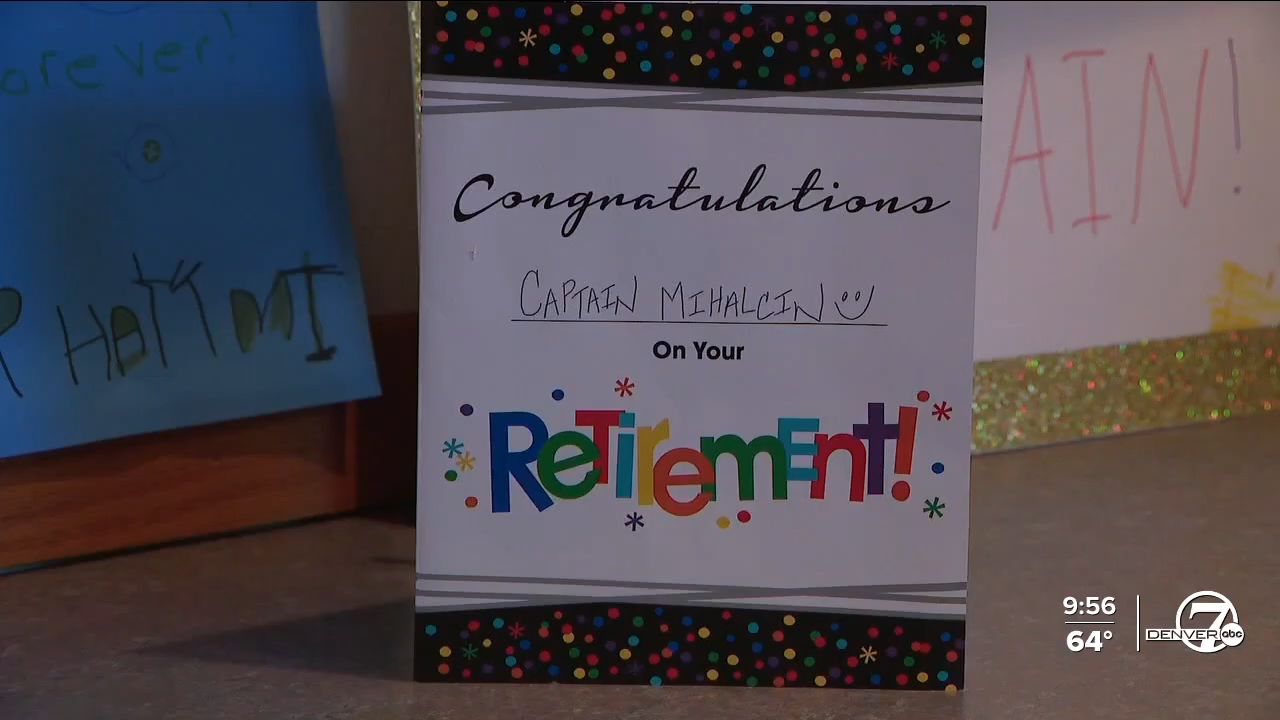 orever!
Congratulations
CAPTAIN MIHALCIN
On Your
ReTirement!
AIN!
9:56
64°
DENVER 7 abc